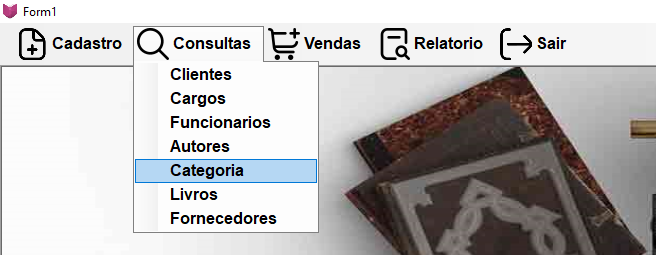 Form1
Cadastro Consultas Vendas Relatorio Sair
Clientes
Cargos
Funcionarios
Autores
Categoria
Livros
Fornecedores